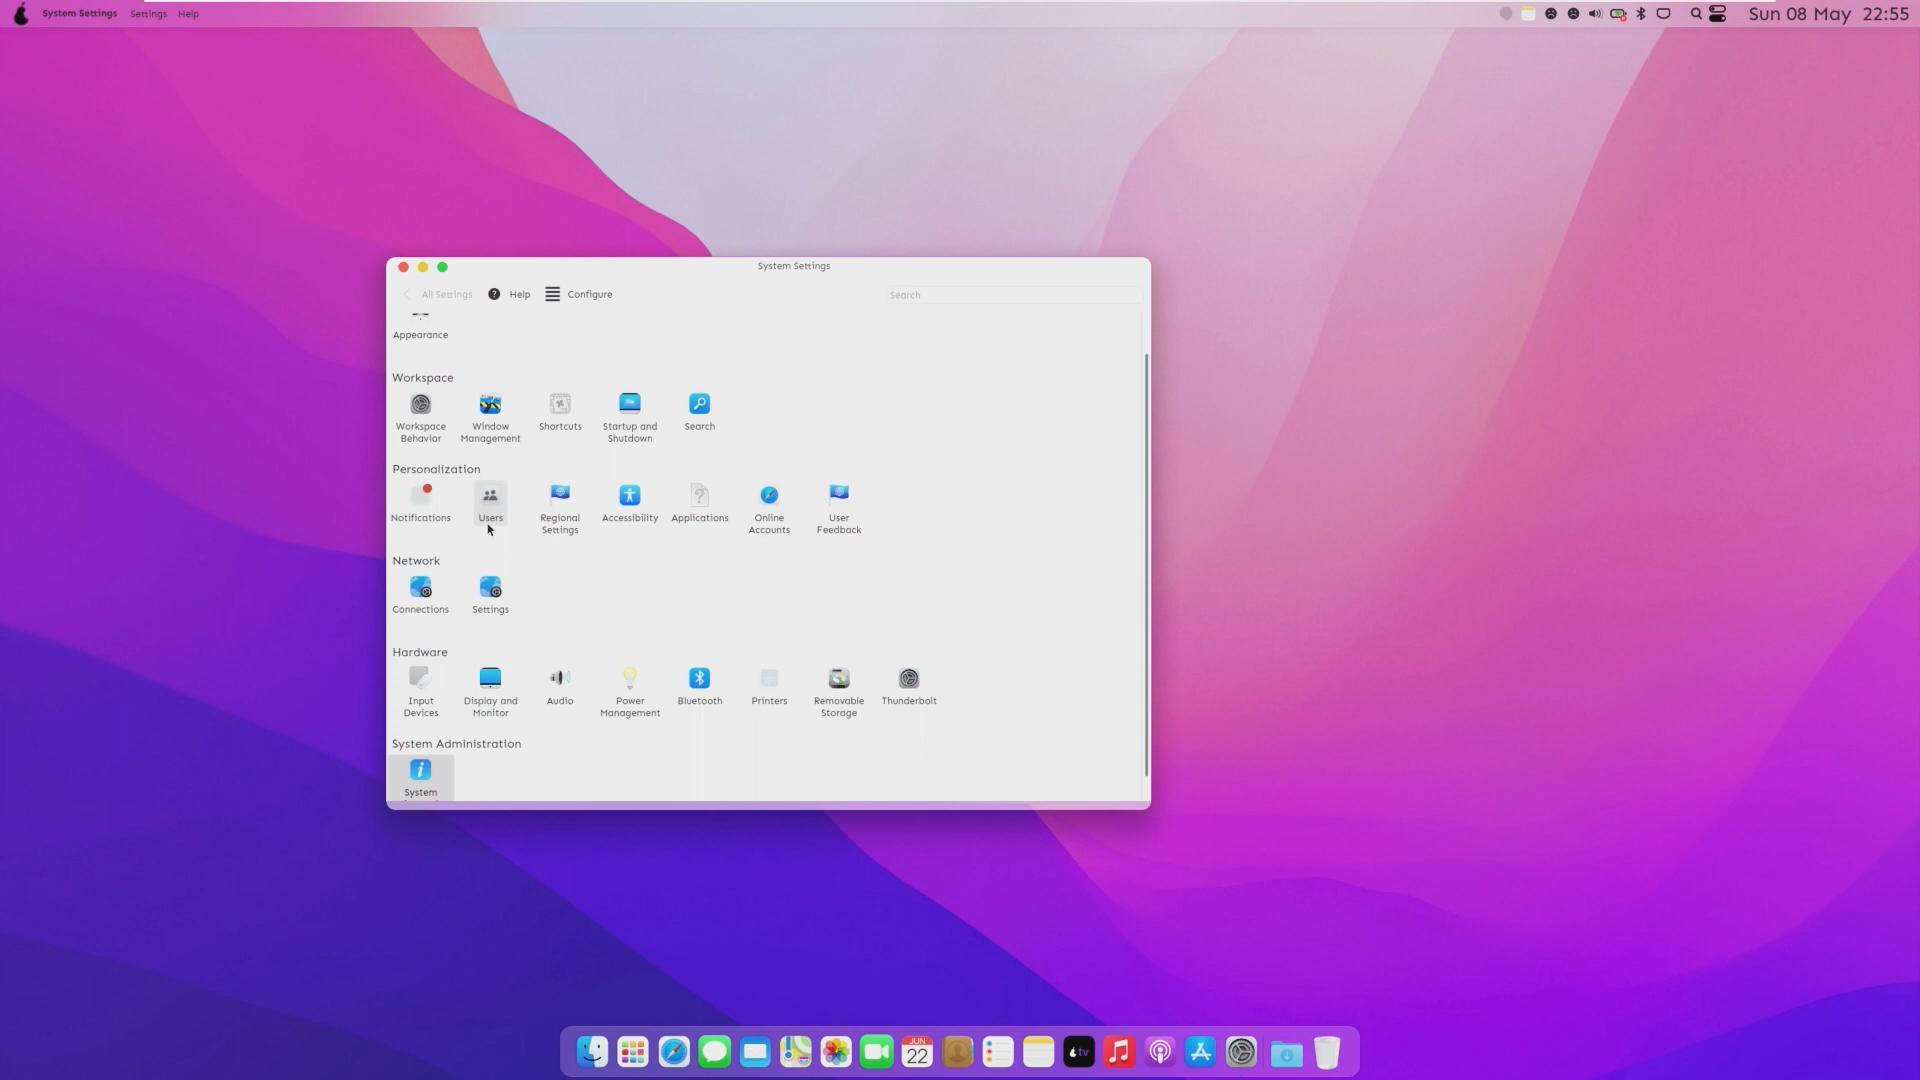 System Settings Settings Help Sun 08 May 22:55
System Settings
All Settings Help Configure Search
Appearance
Workspace
Workspace Behavior
Window Management
Shortcuts
Startup and Shutdown
Search
Personalization
Notifications
Users
Regional Settings
Accessibility
Applications
Online Accounts
User Feedback
Network
Connections
Settings
Hardware
Input Devices
Display and Monitor
Audio
Power Management
Bluetooth
Printers
Removable Storage
Thunderbolt
System Administration
System
JUN
22
tv